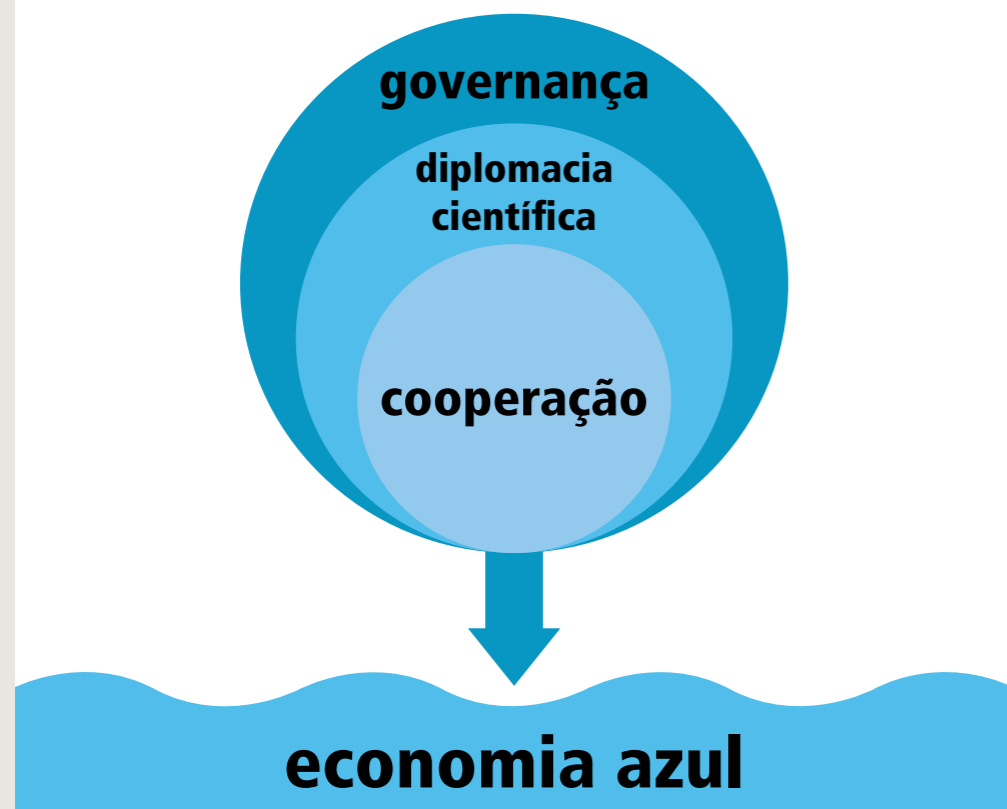 governança
diplomacia
científica
cooperação
economia azul